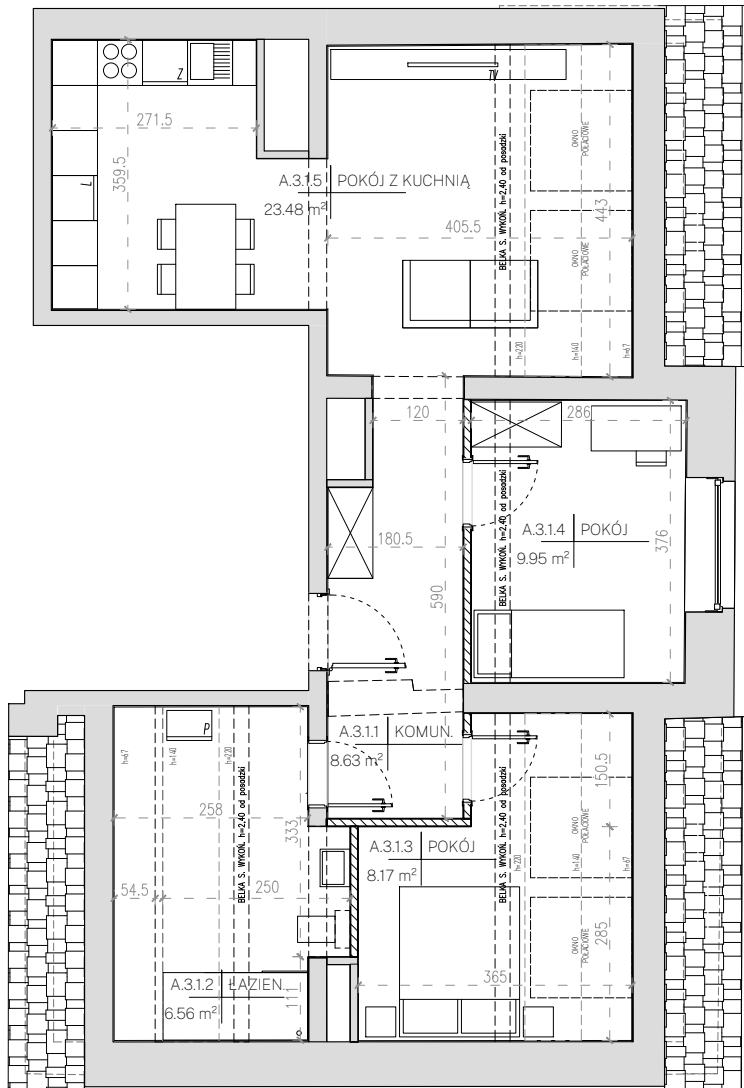 Z
TV
271.5
359.5
L
A.3.1.5 POKÓJ Z KUCHNIĄ
23.48 m²
405.5
443
OKNO
POŁACIOWE
OKNO
POŁACIOWE
BELKA S. WYKOŃ. h=2,40 od posadzki
h=220
h=140
h=67
120
286
180.5
590
A.3.1.4 POKÓJ
9.95 m²
376
BELKA S. WYKOŃ. h=2,40 od posadzki
A.3.1.1 KOMUN.
8.63 m²
P
h=67
h=140
h=220
258
333
BELKA S. WYKOŃ. h=2,40 od posadzki
54.5
250
A.3.1.2 ŁAZIEN.
6.56 m²
111
A.3.1.3 POKÓJ
8.17 m²
150.5
285
365
OKNO
POŁACIOWE
OKNO
POŁACIOWE
BELKA S. WYKOŃ. h=2,40 od posadzki
h=220
h=140
h=67